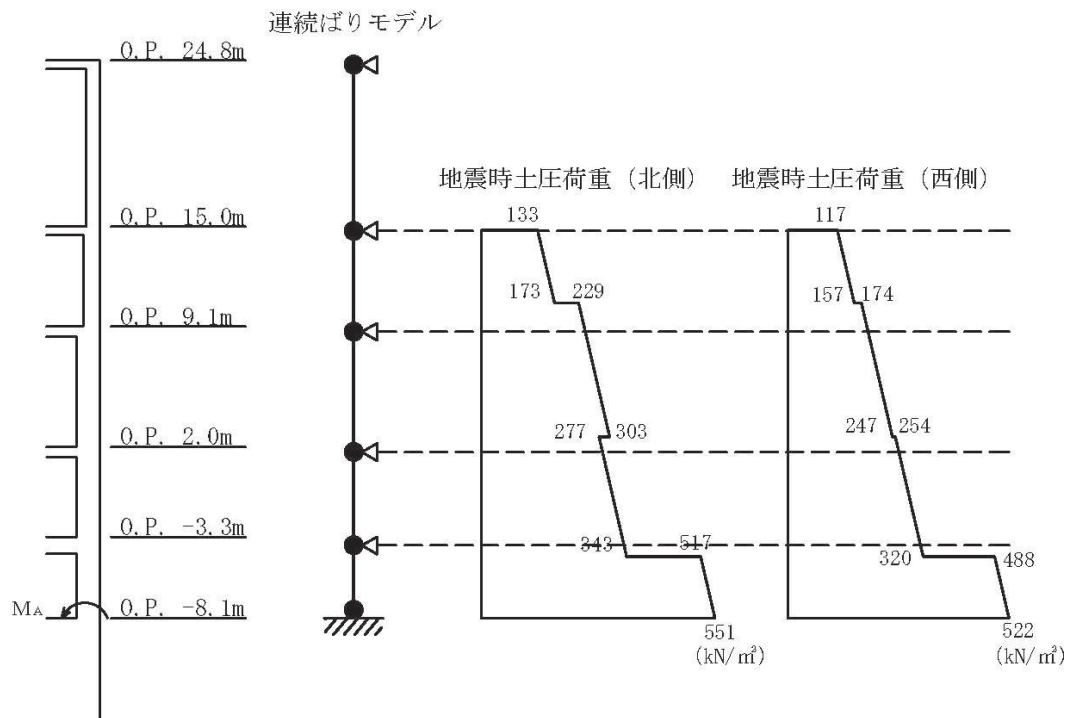 連続ばりモデル
O.P. 24.8m
地震時土圧荷重（北側） 地震時土圧荷重（西側）
O.P. 15.0m
133
117
173 229
157 174
O.P. 9.1m
O.P. 2.0m
277 303
247 254
O.P. -3.3m
343 517
320 488
MA
O.P. -8.1m
551
(kN/㎡)
522
(kN/㎡)